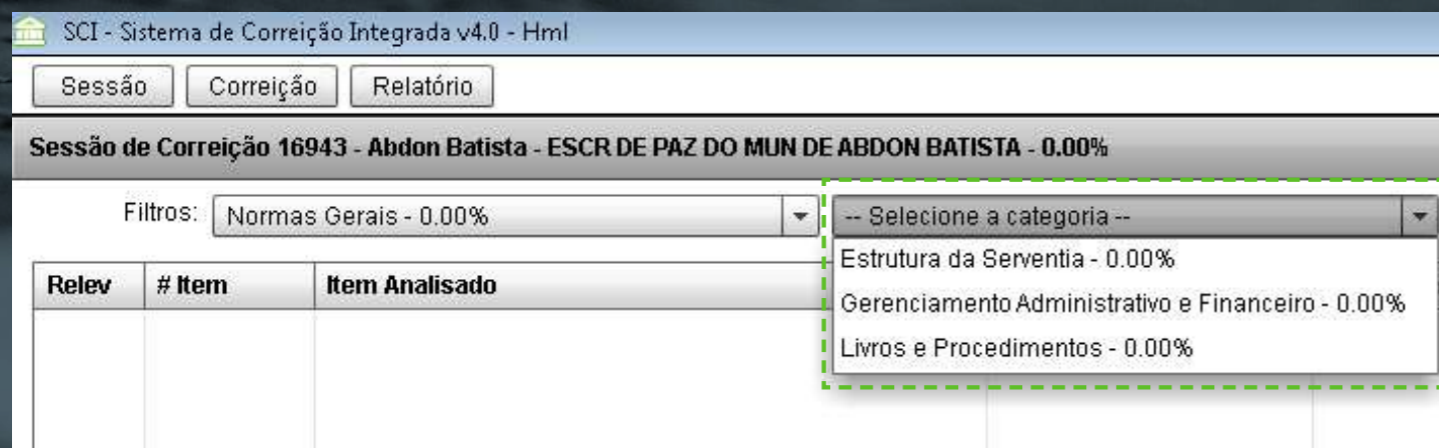 SCI - Sistema de Correição Integrada v4.0 - Hml
Sessão Correição Relatório
Sessão de Correição 16943 - Abdon Batista - ESCR DE PAZ DO MUN DE ABDON BATISTA - 0.00%
Filtros: Normas Gerais - 0.00% -- Selecione a categoria --
Estrutura da Serventia - 0.00%
Relev # Item Item Analisado
Gerenciamento Administrativo e Financeiro - 0.00%
Livros e Procedimentos - 0.00%